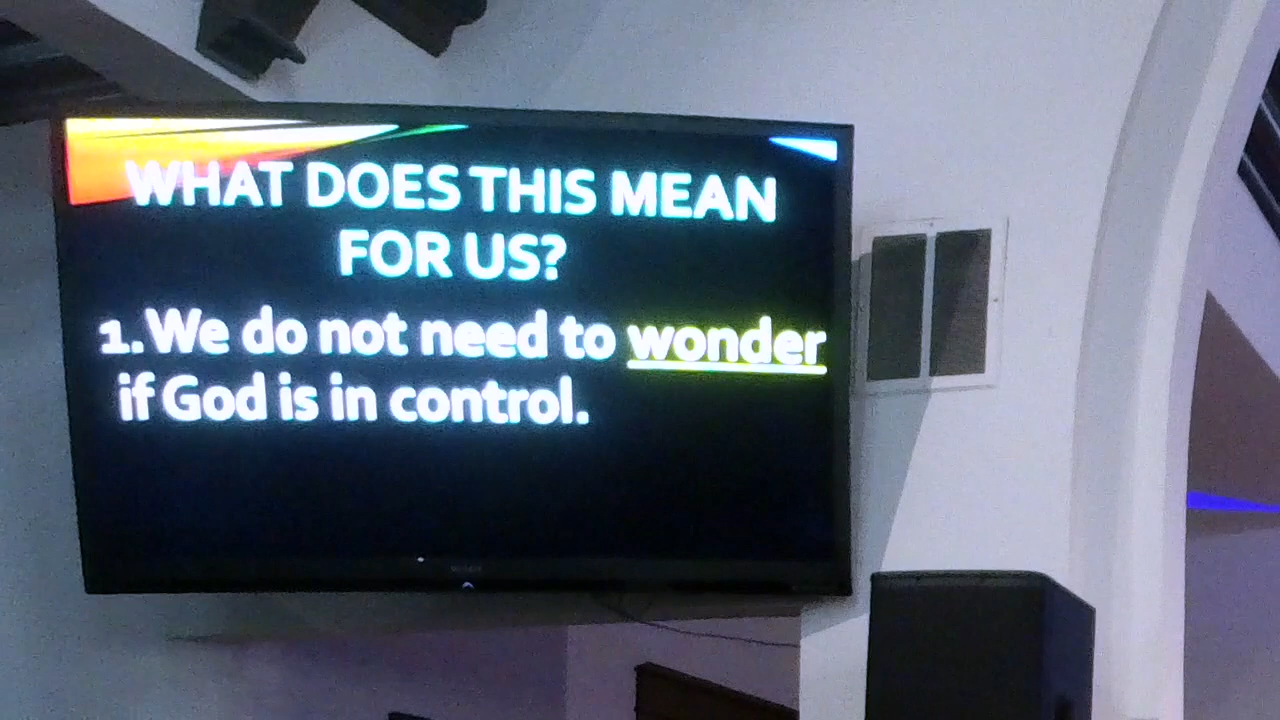 WHAT DOES THIS MEAN
FOR US?
1. We do not need to wonder
if God is in control.